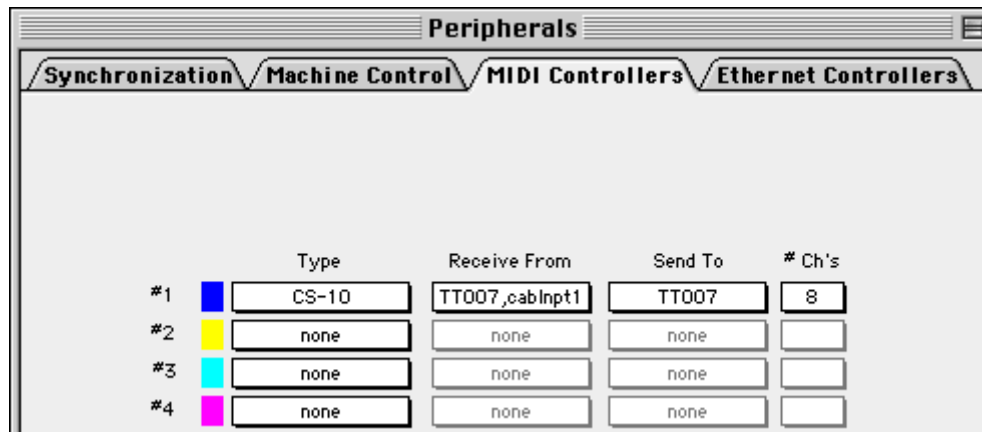 Peripherals
Synchronization Machine Control MIDI Controllers Ethernet Controllers
Type Receive From Send To # Ch's
#1 CS-10 TT007,cabInpt1 TT007 8
#2 none none none
#3 none none none
#4 none none none